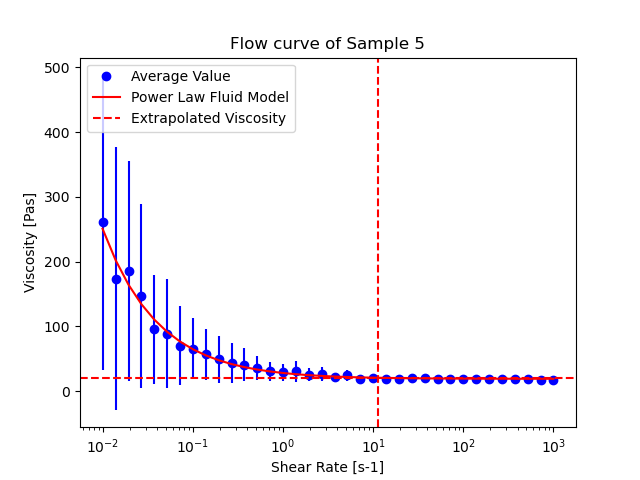 Flow curve of Sample 5
Average Value
Power Law Fluid Model
Extrapolated Viscosity
Viscosity [Pas]
500
400
300
200
100
0
10⁻² 10⁻¹ 10⁰ 10¹ 10² 10³
Shear Rate [s-1]